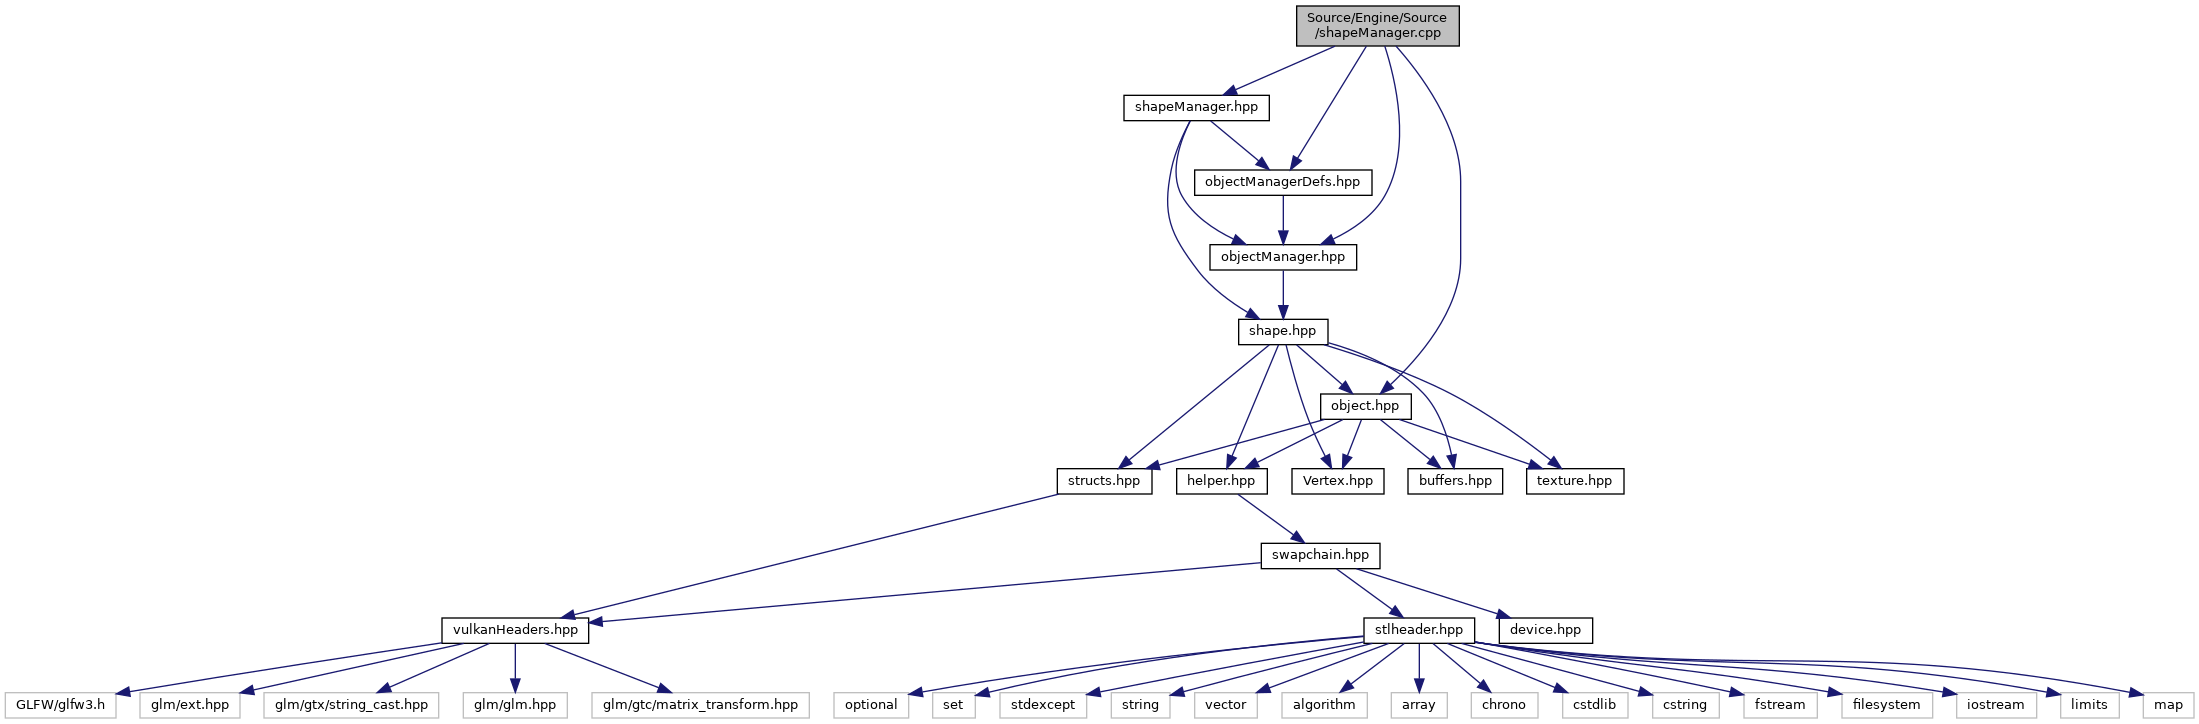 Source/Engine/Source
/shapeManager.cpp
shapeManager.hpp
objectManagerDefs.hpp
objectManager.hpp
shape.hpp
object.hpp
structs.hpp
helper.hpp
Vertex.hpp
buffers.hpp
texture.hpp
swapchain.hpp
vulkanHeaders.hpp
stlheader.hpp
device.hpp
GLFW/glfw3.h
glm/ext.hpp
glm/gtx/string_cast.hpp
glm/glm.hpp
glm/gtc/matrix_transform.hpp
optional
set
stdexcept
string
vector
algorithm
array
chrono
cstdlib
cstring
fstream
filesystem
iostream
limits
map